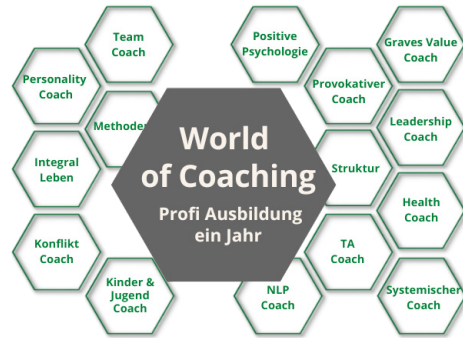 Team
Coach
Positive
Psychologie
Graves Value
Coach
Personality
Coach
Provokativer
Coach
Methoden
World
of Coaching
Profi Ausbildung
ein Jahr
Leadership
Coach
Integral
Leben
Struktur
Health
Coach
Konflikt
Coach
TA
Coach
Kinder &
Jugend
Coach
NLP
Coach
Systemischer
Coach